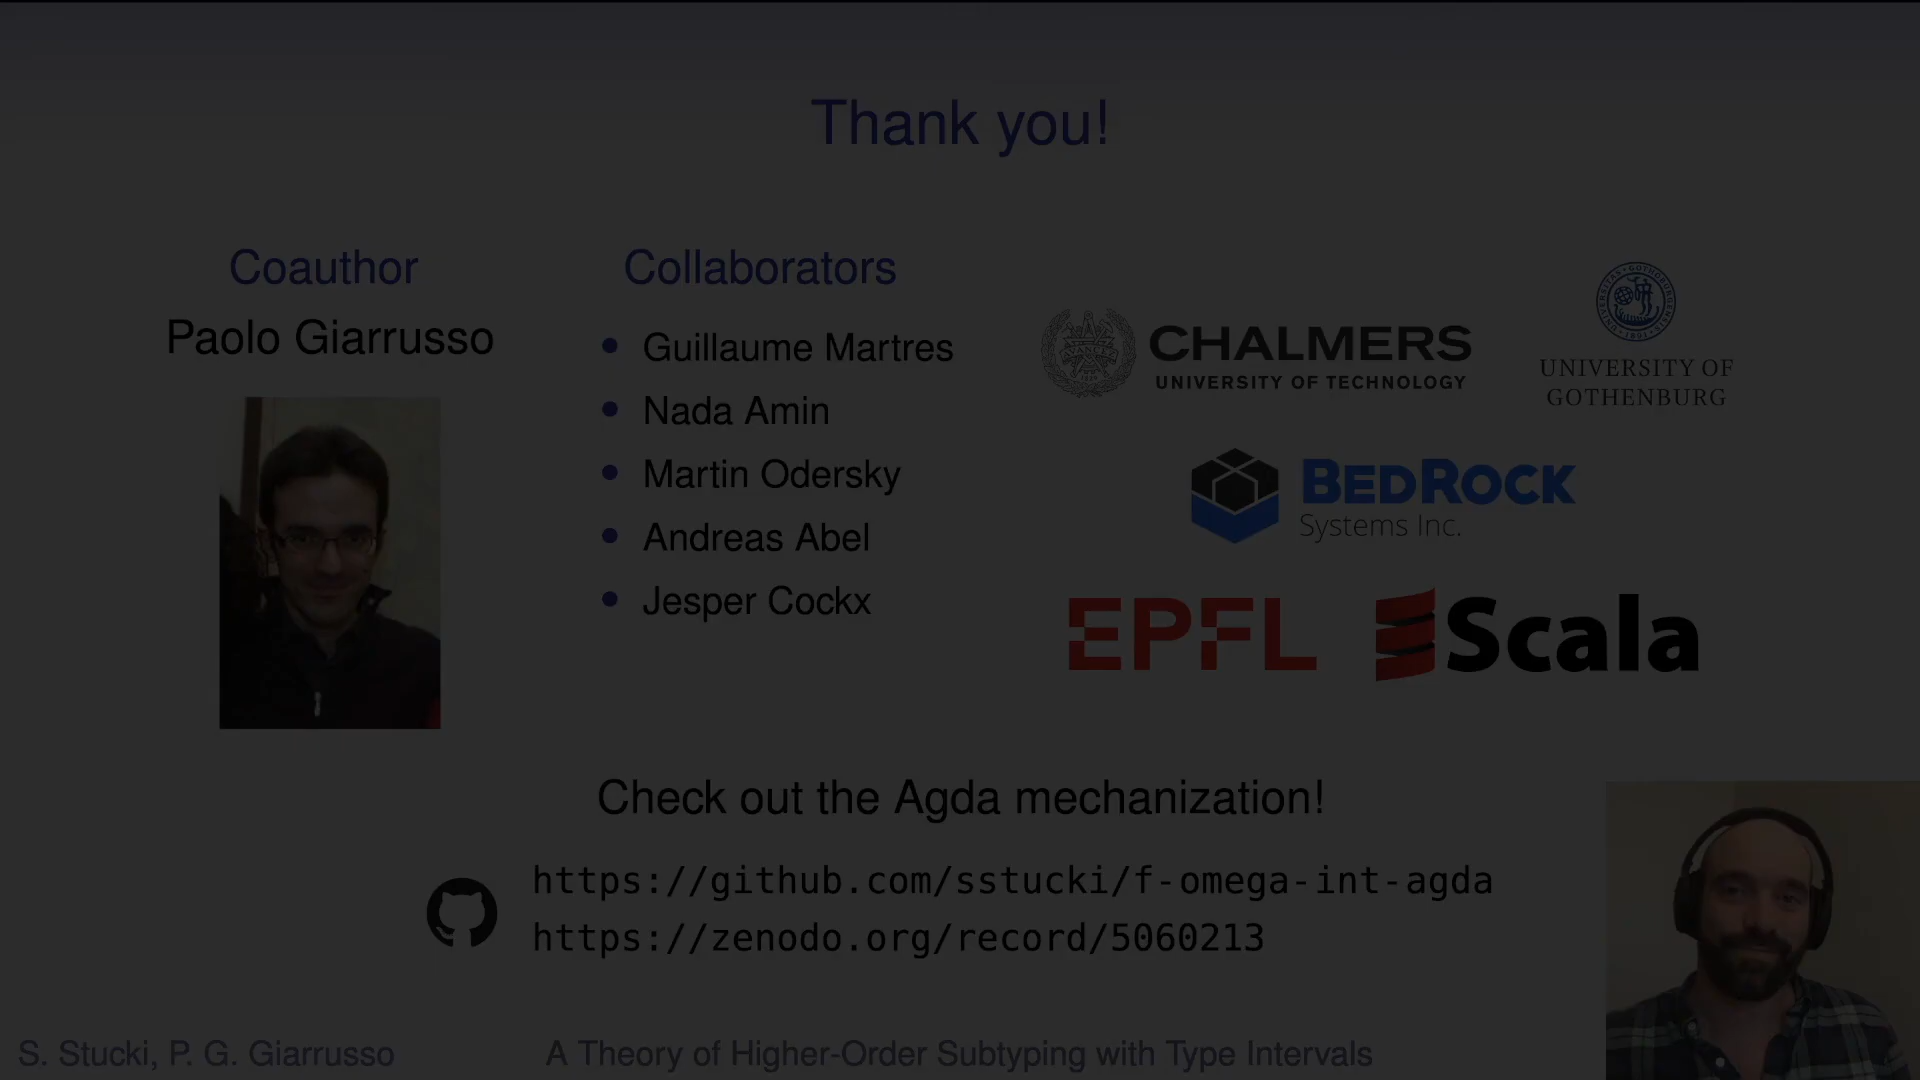 Thank you!
Coauthor
Paolo Giarrusso
Collaborators
Guillaume Martres
Nada Amin
Martin Odersky
Andreas Abel
Jesper Cockx
AVANCEZ
CHALMERS
UNIVERSITY OF TECHNOLOGY
UNIVERSITY OF
GOTHENBURG
BEDROCK
Systems Inc.
EPFL
Scala
Check out the Agda mechanization!
https://github.com/sstucki/f-omega-int-agda
https://zenodo.org/record/5060213
S. Stucki, P. G. Giarrusso
A Theory of Higher-Order Subtyping with Type Intervals